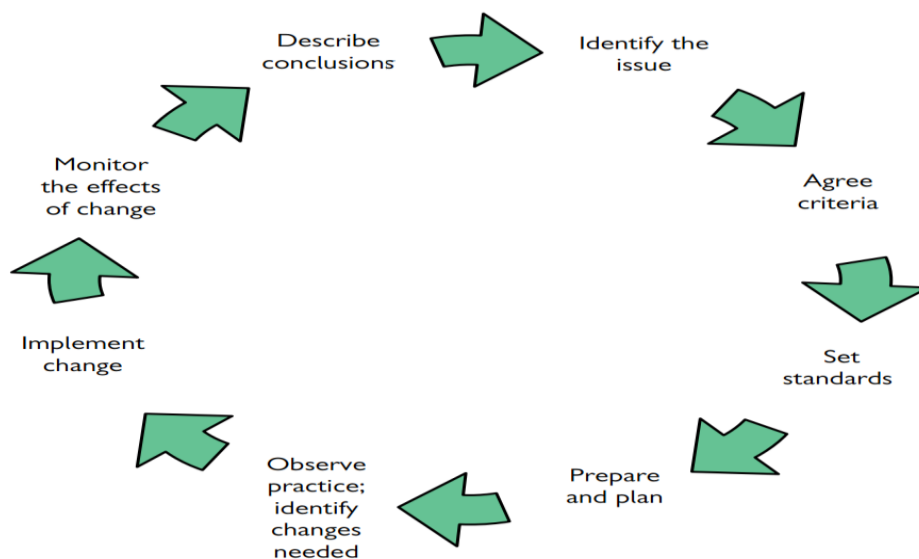 Identify the
issue
Agree
criteria
Set
standards
Prepare
and plan
Observe
practice;
identify
changes
needed
Implement
change
Monitor
the effects
of change
Describe
conclusions